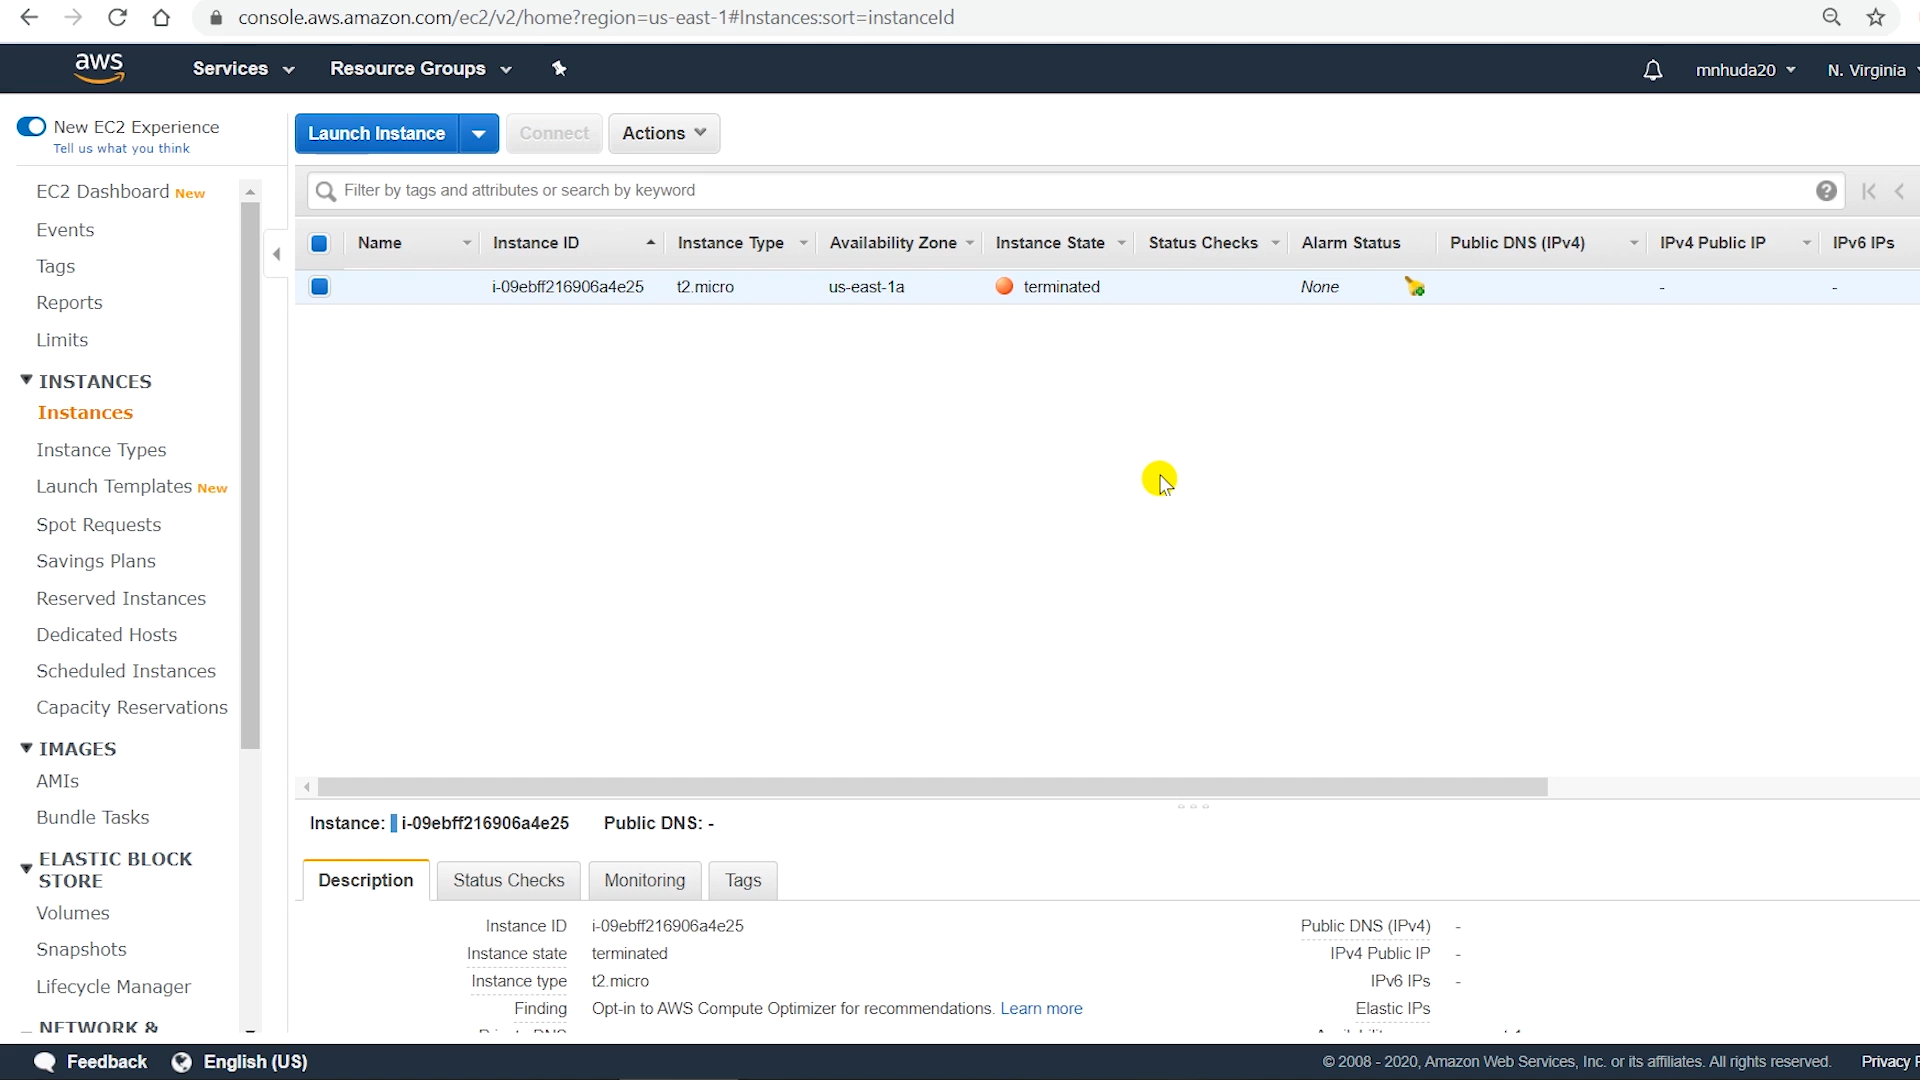 console.aws.amazon.com/ec2/v2/home?region=us-east-1#Instances:sort=instanceId
aws
Services
Resource Groups
mnhuda20
N. Virginia
New EC2 Experience
Tell us what you think
Launch Instance
Connect
Actions
EC2 Dashboard New
Events
Tags
Reports
Limits
INSTANCES
Instances
Instance Types
Launch Templates New
Spot Requests
Savings Plans
Reserved Instances
Dedicated Hosts
Scheduled Instances
Capacity Reservations
IMAGES
AMIs
Bundle Tasks
ELASTIC BLOCK
STORE
Volumes
Snapshots
Lifecycle Manager
NETWORK &
Filter by tags and attributes or search by keyword
Name Instance ID Instance Type Availability Zone Instance State Status Checks Alarm Status Public DNS (IPv4) IPv4 Public IP IPv6 IPs
i-09ebff216906a4e25 t2.micro us-east-1a terminated None - -
Instance: i-09ebff216906a4e25 Public DNS: -
Description Status Checks Monitoring Tags
Instance ID i-09ebff216906a4e25 Public DNS (IPv4) -
Instance state terminated IPv4 Public IP -
Instance type t2.micro IPv6 IPs -
Finding Opt-in to AWS Compute Optimizer for recommendations. Learn more Elastic IPs
Feedback
English (US)
© 2008 - 2020, Amazon Web Services, Inc. or its affiliates. All rights reserved.
Privacy